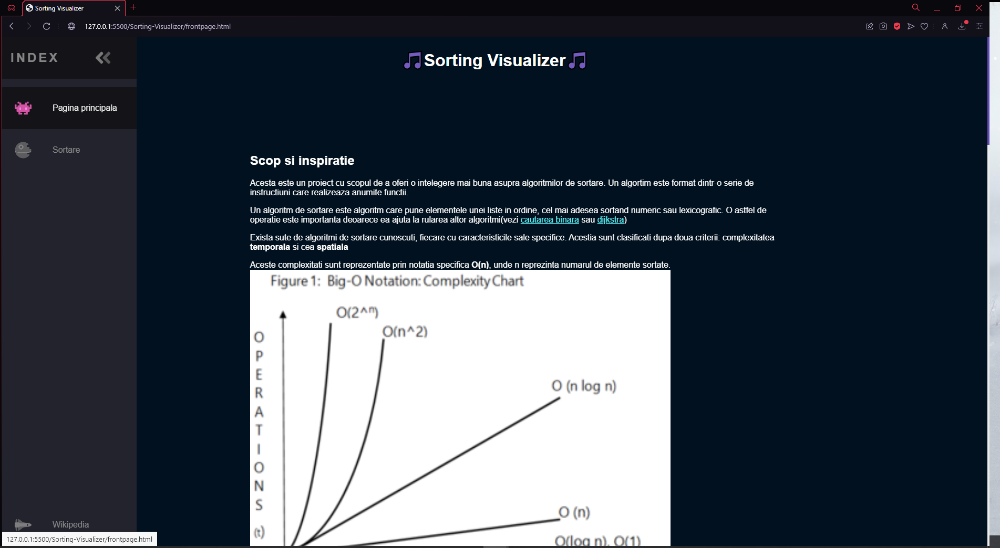 Sorting Visualizer
127.0.0.1:5500/Sorting-Visualizer/frontpage.html
INDEX
Pagina principala
Sortare
Wikipedia
127.0.0.1:5500/Sorting-Visualizer/frontpage.html
🎵Sorting Visualizer🎵
Scop si inspiratie
Acesta este un proiect cu scopul de a oferi o intelegere mai buna asupra algoritmilor de sortare. Un algortim este format dintr-o serie de
instructiuni care realizeaza anumite functii.
Un algoritm de sortare este algoritm care pune elementele unei liste in ordine, cel mai adesea sortand numeric sau lexicografic. O astfel de
operatie este importanta deoarece ea ajuta la rularea altor algoritmi(vezi cautarea binara sau dijkstra)
Exista sute de algoritmi de sortare cunoscuti, fiecare cu caracteristicile sale specifice. Acestia sunt clasificati dupa doua criterii: complexitatea
temporala si cea spatiala
Aceste complexitati sunt reprezentate prin notatia specifica O(n), unde n reprezinta numarul de elemente sortate.
Figure 1: Big-O Notation: Complexity Chart
O(2^ⁿ)
O(n^2)
O (n log n)
O (n)
O(log n), O(1)
OPERATIONS (t)